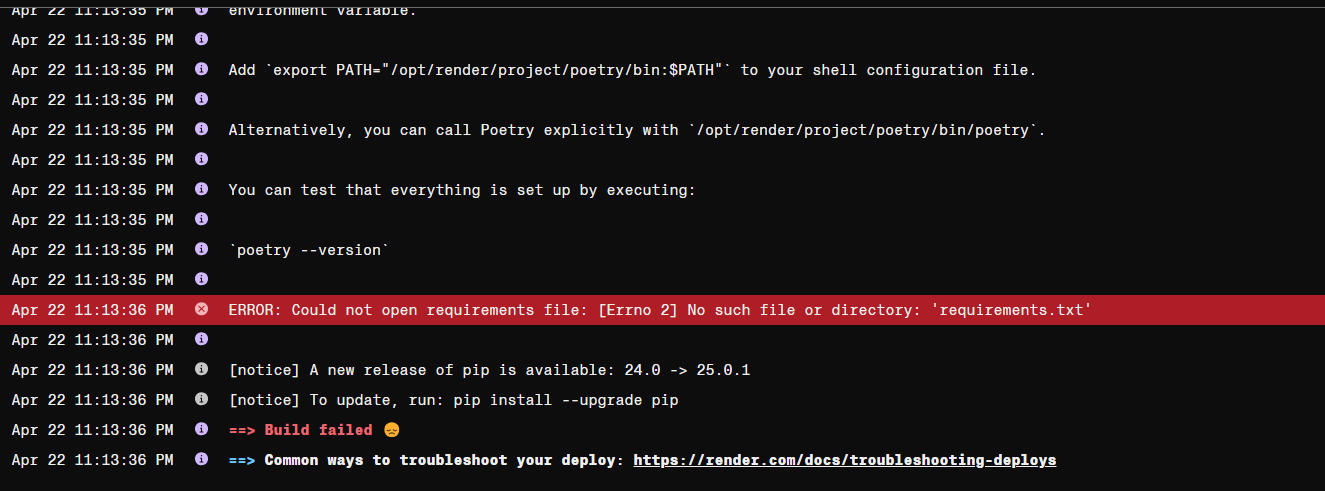 Apr 22 11:13:35 PM environment variable.
Apr 22 11:13:35 PM
Apr 22 11:13:35 PM Add `export PATH="/opt/render/project/poetry/bin:$PATH"` to your shell configuration file.
Apr 22 11:13:35 PM
Apr 22 11:13:35 PM Alternatively, you can call Poetry explicitly with `/opt/render/project/poetry/bin/poetry`.
Apr 22 11:13:35 PM
Apr 22 11:13:35 PM You can test that everything is set up by executing:
Apr 22 11:13:35 PM
Apr 22 11:13:35 PM `poetry --version`
Apr 22 11:13:35 PM
Apr 22 11:13:36 PM ERROR: Could not open requirements file: [Errno 2] No such file or directory: 'requirements.txt'
Apr 22 11:13:36 PM
Apr 22 11:13:36 PM [notice] A new release of pip is available: 24.0 -> 25.0.1
Apr 22 11:13:36 PM [notice] To update, run: pip install --upgrade pip
Apr 22 11:13:36 PM ==> Build failed 😞
Apr 22 11:13:36 PM ==> Common ways to troubleshoot your deploy: https://render.com/docs/troubleshooting-deploys